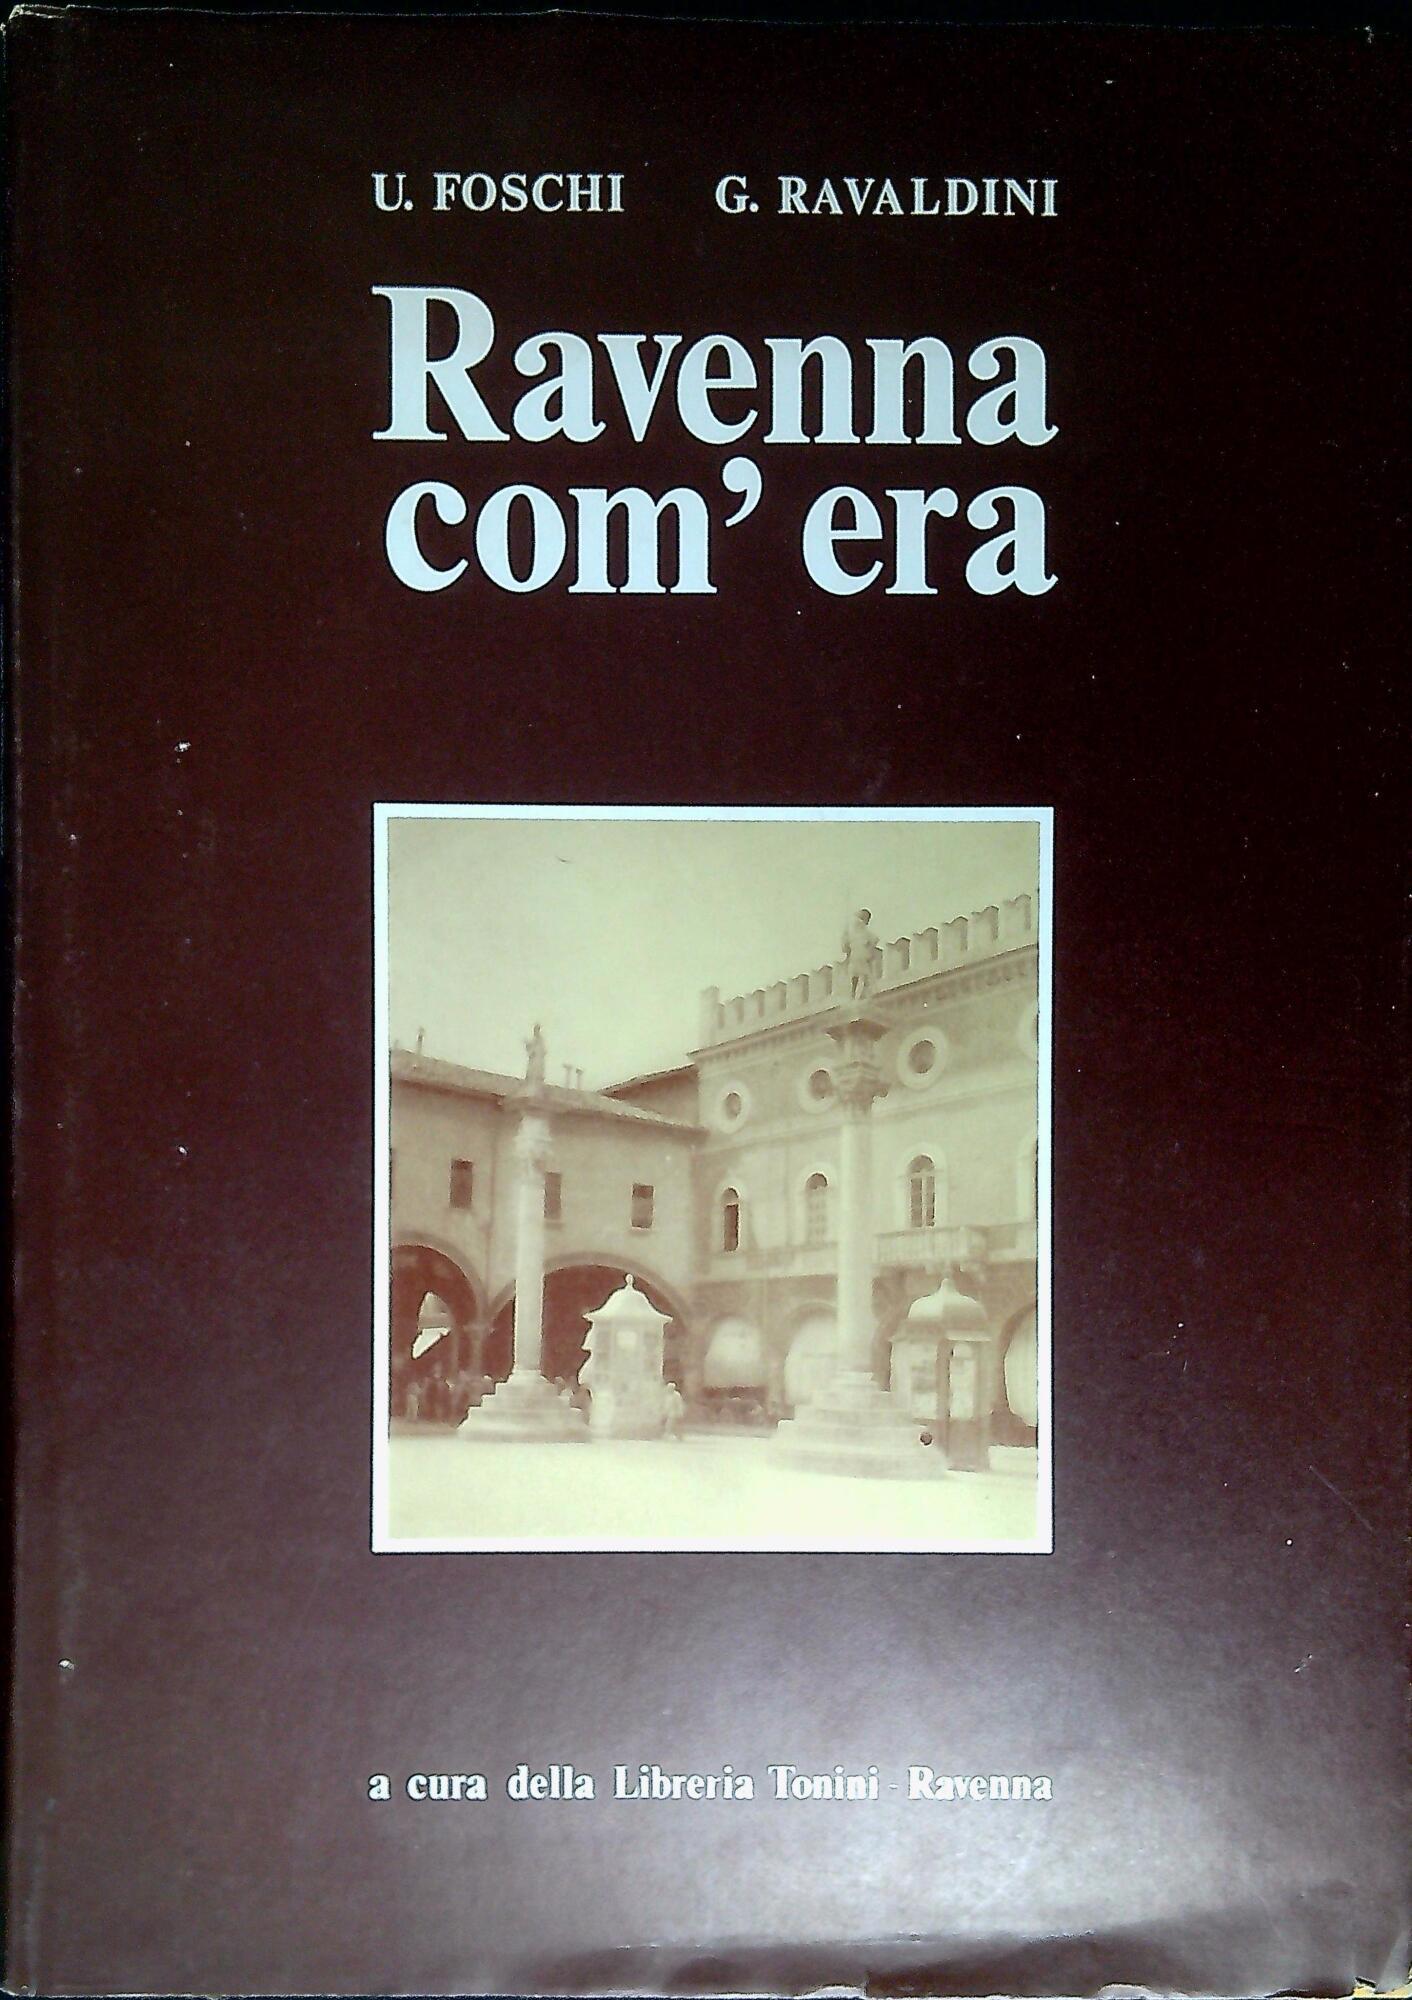 U. FOSCHI G. RAVALDINI
Ravenna
com' era
a cura della Libreria Tonini - Ravenna